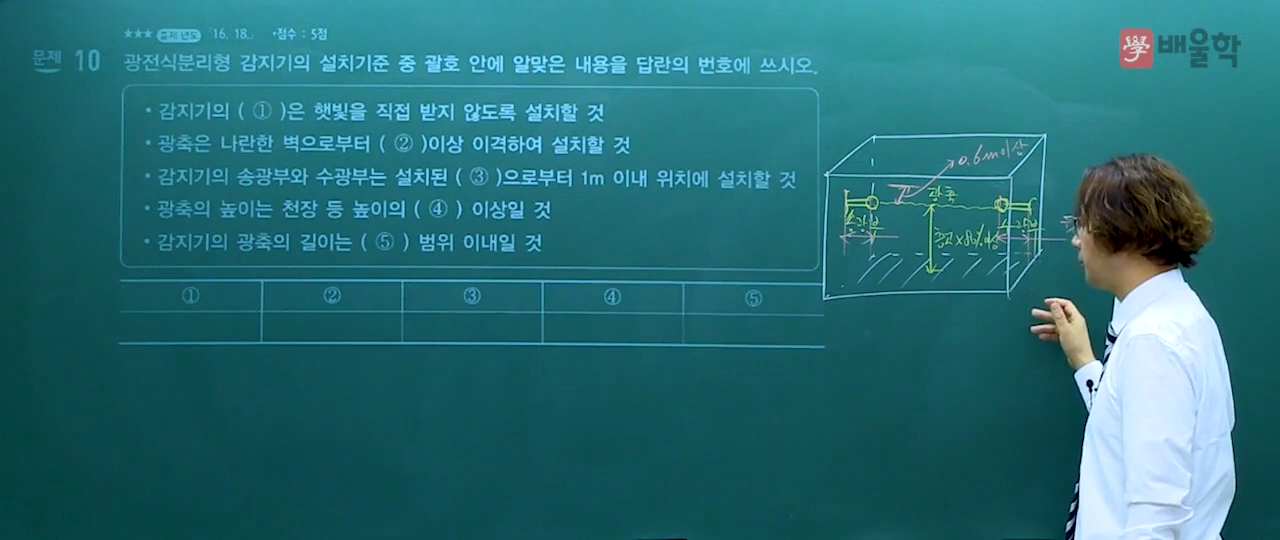 ★★★ 출제년도 '16, 18. •점수 : 5점
문제 10 광전식분리형 감지기의 설치기준 중 괄호 안에 알맞은 내용을 답란의 번호에 쓰시오.
• 감지기의 ( ① )은 햇빛을 직접 받지 않도록 설치할 것
• 광축은 나란한 벽으로부터 ( ② )이상 이격하여 설치할 것
• 감지기의 송광부와 수광부는 설치된 ( ③ )으로부터 1m 이내 위치에 설치할 것
• 광축의 높이는 천장 등 높이의 ( ④ ) 이상일 것
• 감지기의 광축의 길이는 ( ⑤ ) 범위 이내일 것
① ② ③ ④ ⑤
0.6m이상
광축
층고×80%이상
學 배울학